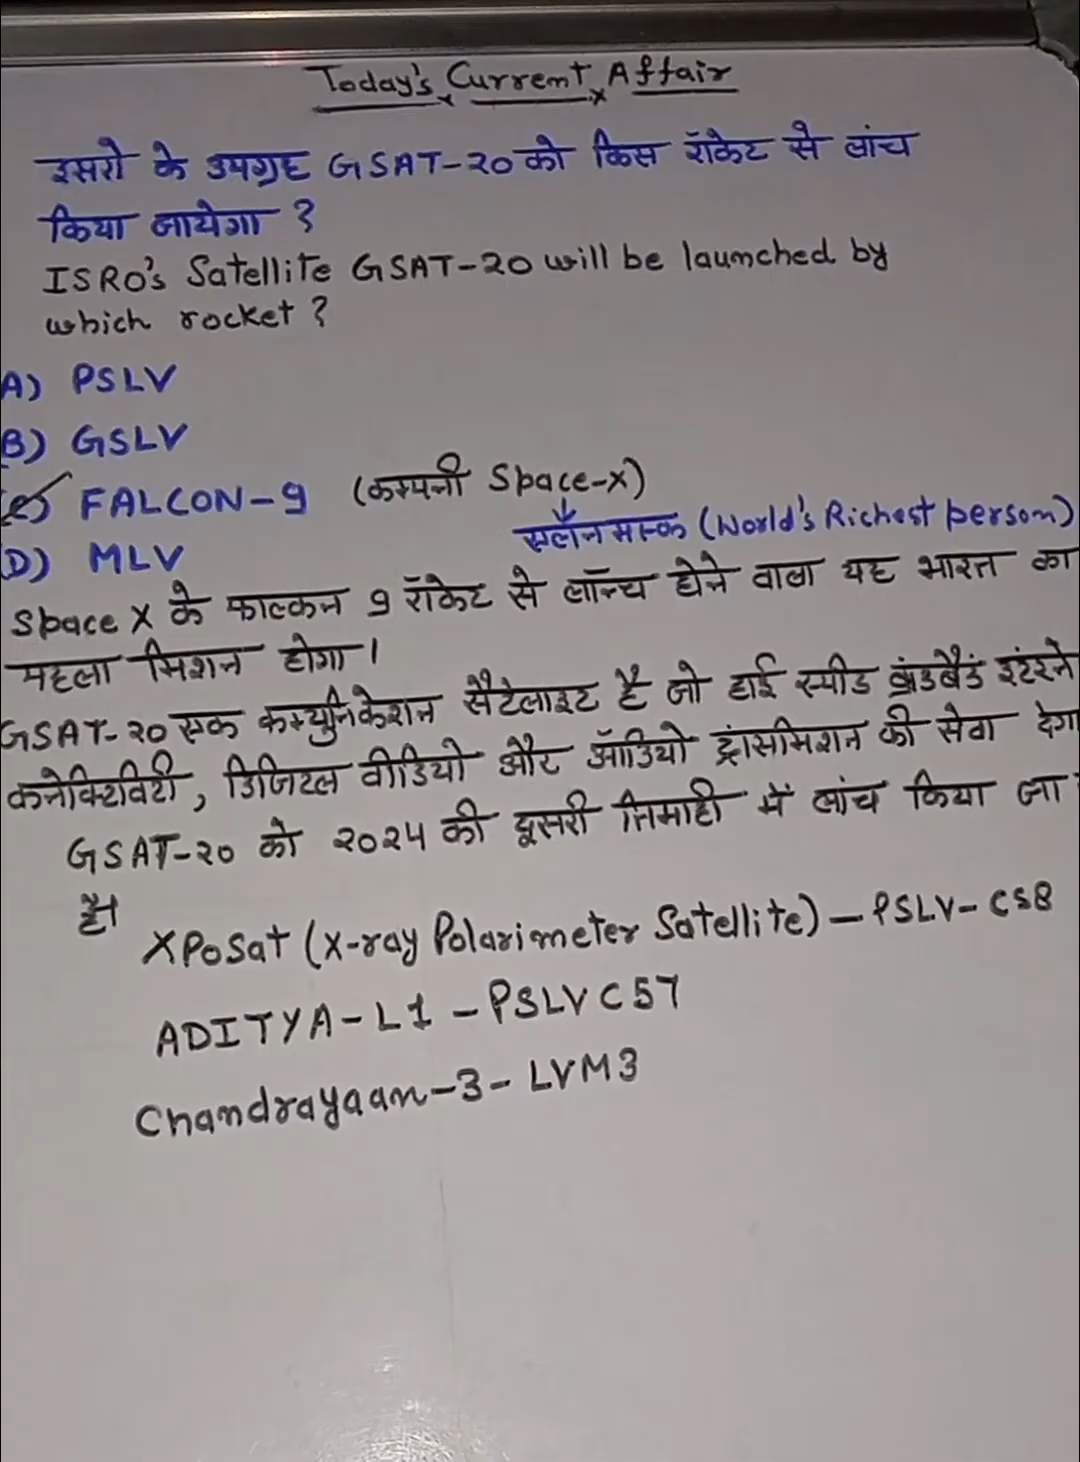 Today's Current Affair
इसरो के उपग्रह GSAT-20 को किस रॉकेट से लांच
किया जायेगा ?
ISRO's Satellite GSAT-20 will be launched by
which rocket ?
A) PSLV
B) GSLV
C) FALCON-9 (कम्पनी Space-X)
एलॅन मस्क (World's Richest person)
D) MLV
Space X के फाल्कन 9 रॉकेट से लॉन्च होने वाला यह भारत का
पहला मिशन होगा।
GSAT-20 एक कम्युनिकेशन सैटेलाइट है जो हाई स्पीड ब्रांडबैंड इंटरने
कनेक्टिविटी, डिजिटल वीडियो और ऑडियो ट्रांसमिशन की सेवा देगा
GSAT-20 को 2024 की दूसरी तिमाही में लांच किया जा
है।
XPoSat (X-ray Polarimeter Satellite) - PSLV- C58
ADITYA-L1 - PSLV C57
Chandrayaan-3- LVM3